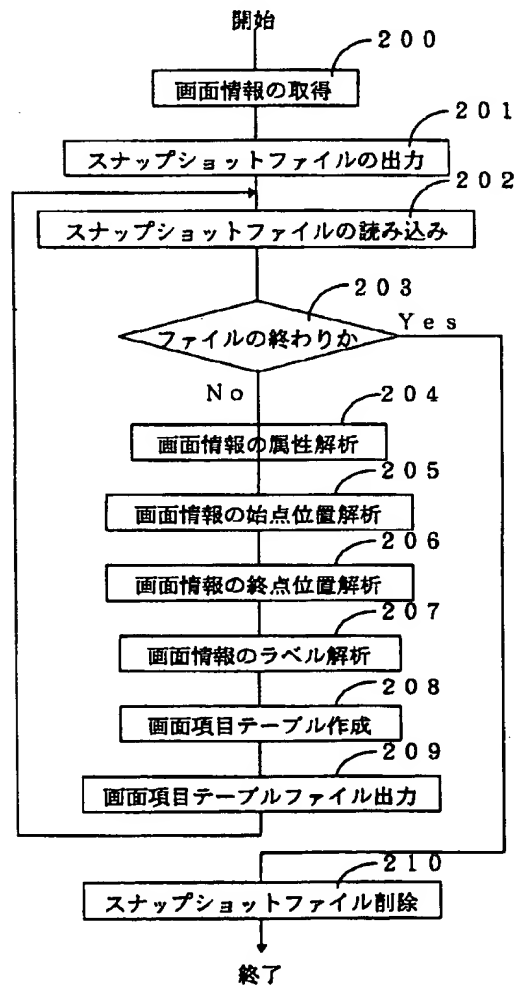 開始
200
画面情報の取得
201
スナップショットファイルの出力
202
スナップショットファイルの読み込み
203
ファイルの終わりか
Yes
No
204
画面情報の属性解析
205
画面情報の始点位置解析
206
画面情報の終点位置解析
207
画面情報のラベル解析
208
画面項目テーブル作成
209
画面項目テーブルファイル出力
210
スナップショットファイル削除
終了